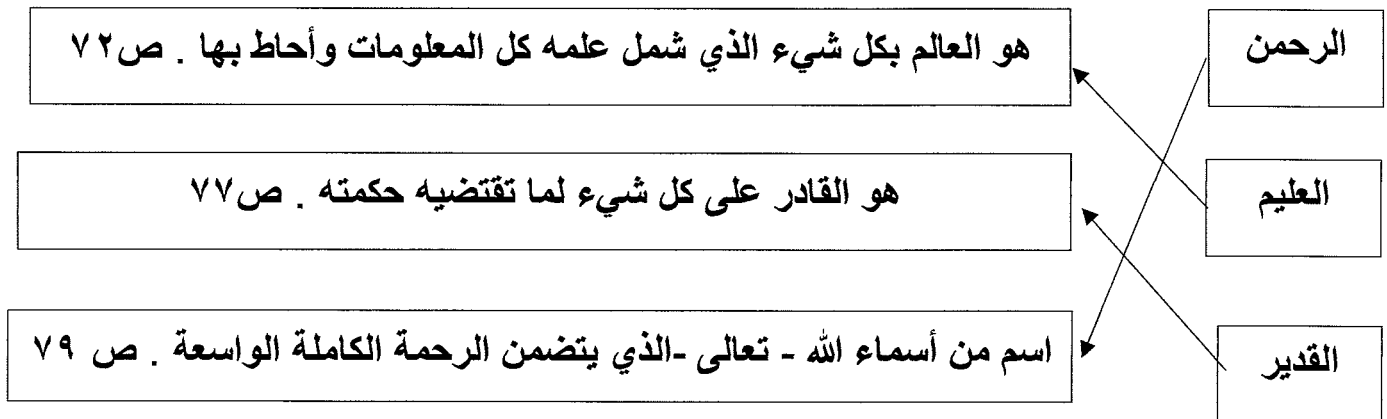 الرحمن
هو العالم بكل شيء الذي شمل علمه كل المعلومات وأحاط بها . ص٧٢
العليم
هو القادر على كل شيء لما تقتضيه حكمته . ص٧٧
القدير
اسم من أسماء الله - تعالى -الذي يتضمن الرحمة الكاملة الواسعة . ص ٧٩